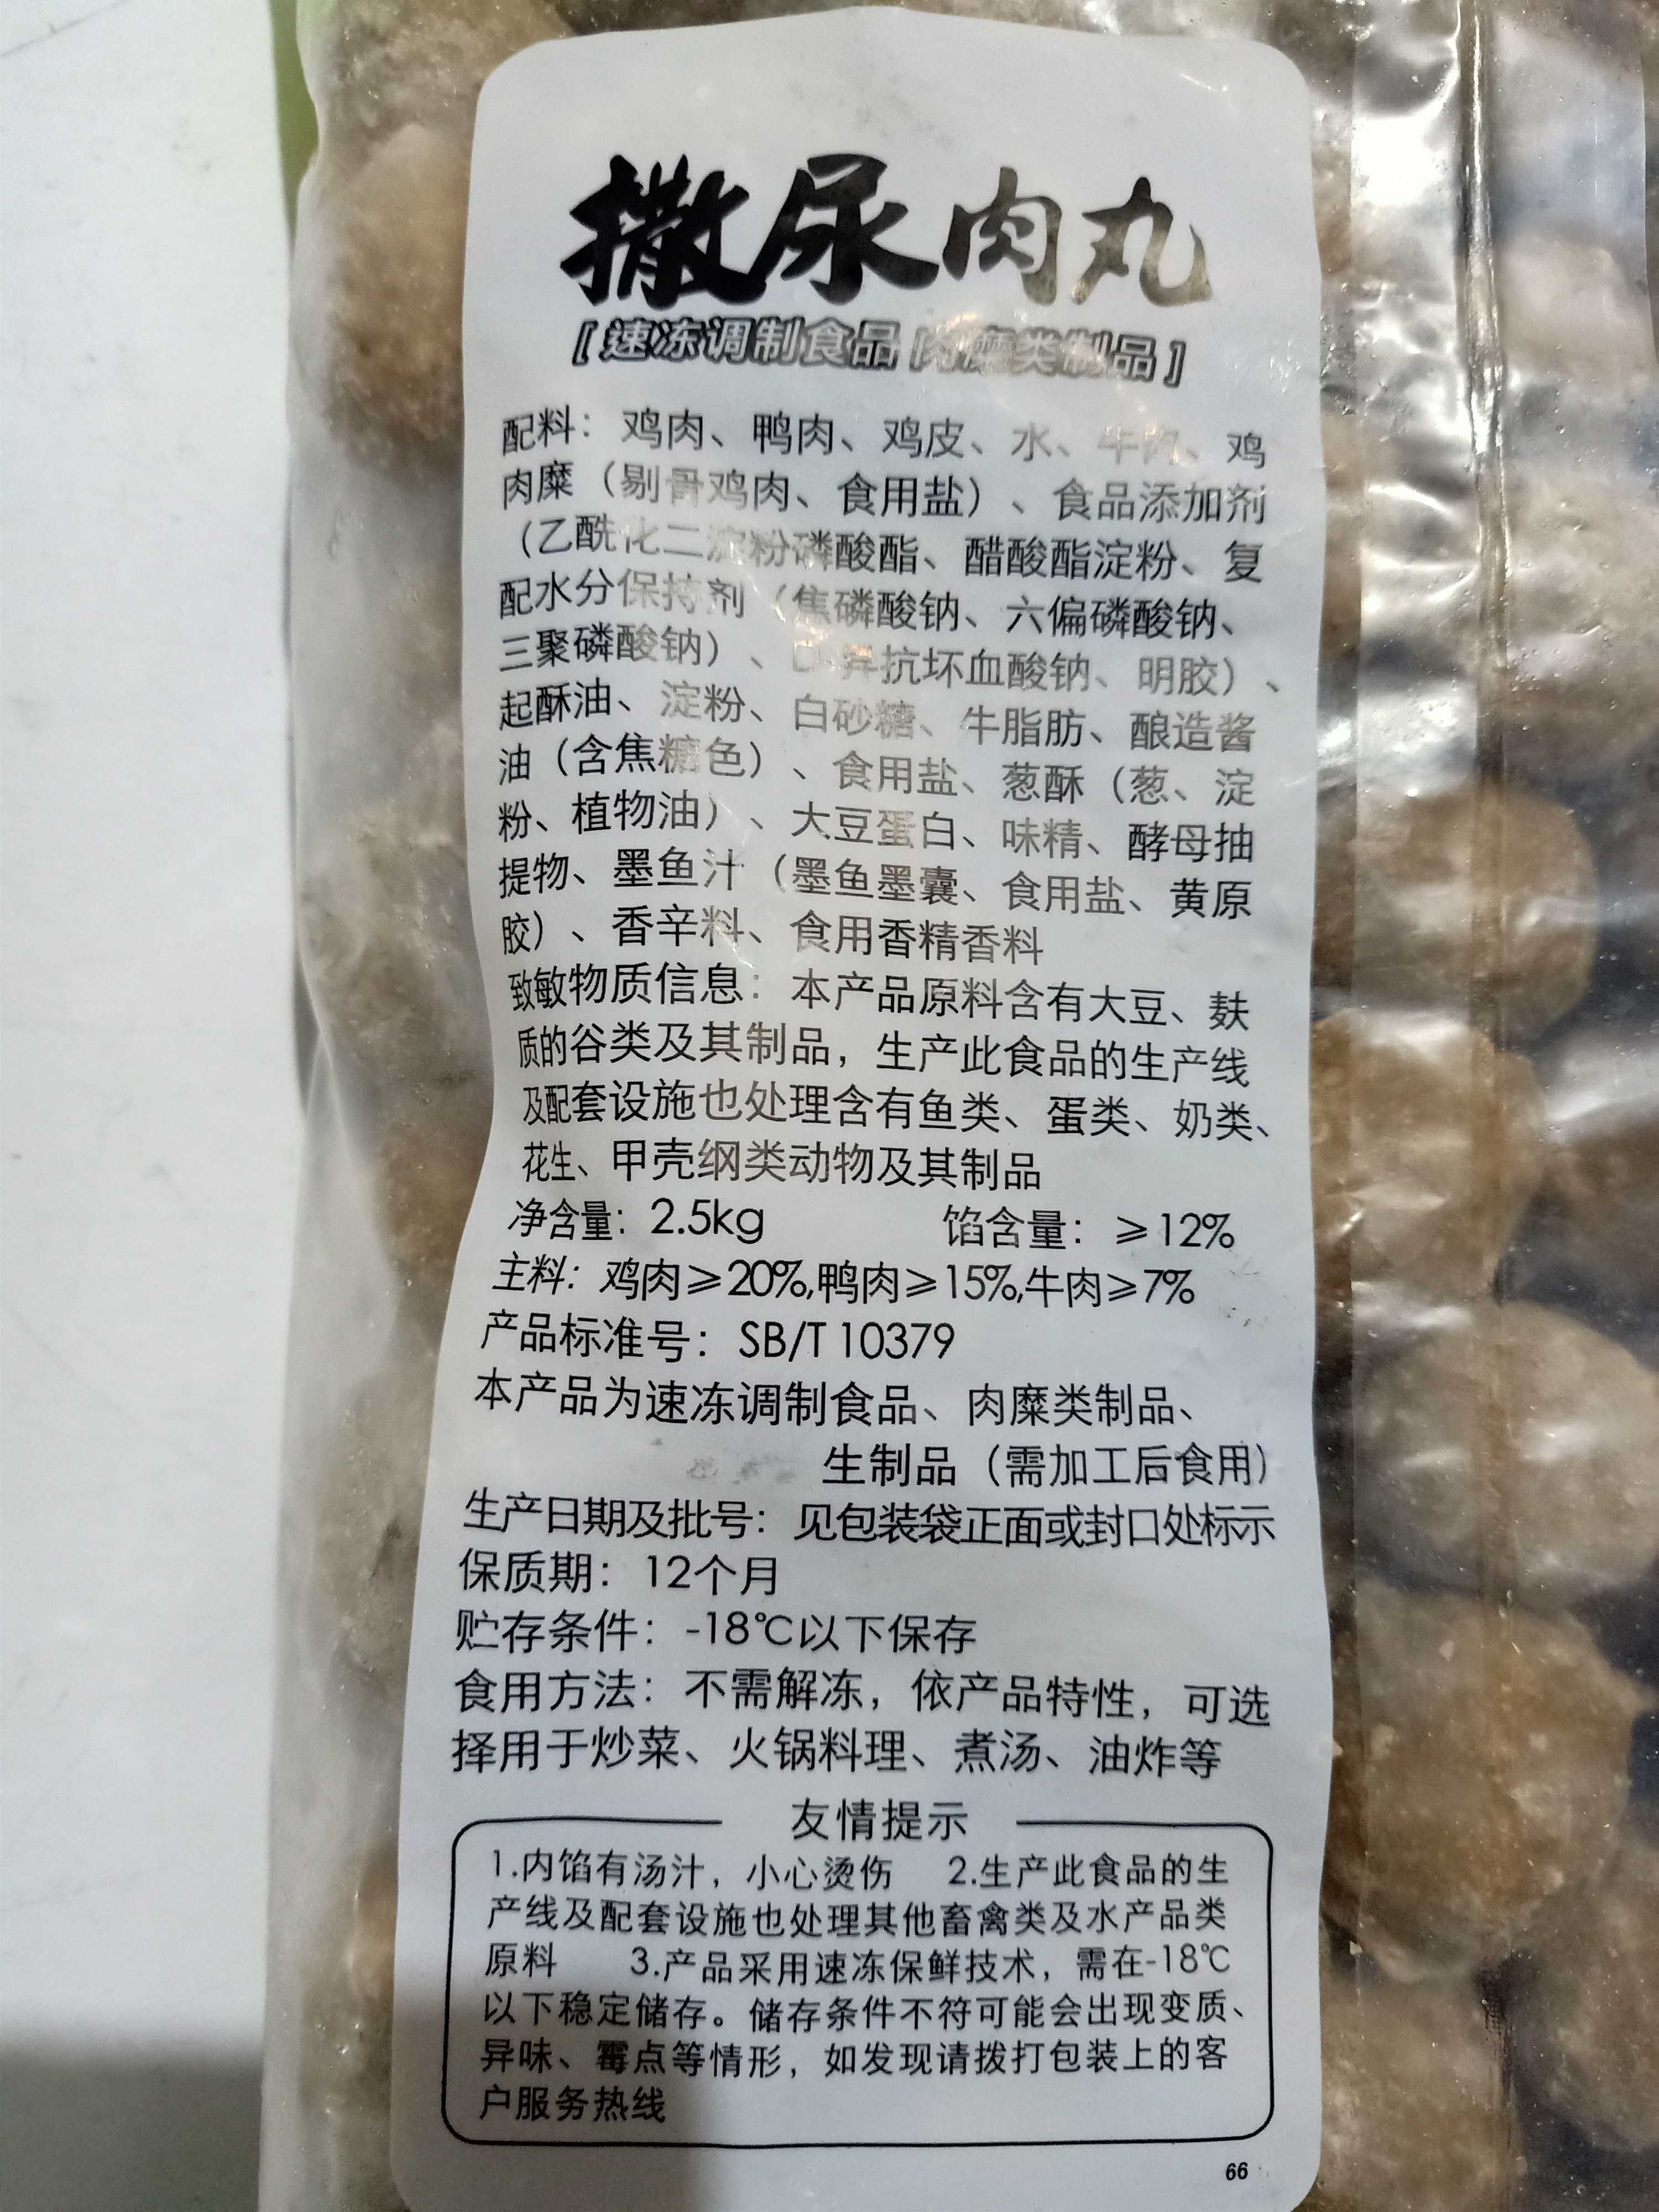 撒尿肉丸
[速冻调制食品 肉糜类制品]
配料：鸡肉、鸭肉、鸡皮、水、牛肉、鸡
肉糜（剔骨鸡肉、食用盐）、食品添加剂
（乙酰化二淀粉磷酸酯、醋酸酯淀粉、复
配水分保持剂（焦磷酸钠、六偏磷酸钠、
三聚磷酸钠）、D-异抗坏血酸钠、明胶）、
起酥油、淀粉、白砂糖、牛脂肪、酿造酱
油（含焦糖色）、食用盐、葱酥（葱、淀
粉、植物油）、大豆蛋白、味精、酵母抽
提物、墨鱼汁（墨鱼墨囊、食用盐、黄原
胶）、香辛料、食用香精香料
致敏物质信息：本产品原料含有大豆、麸
质的谷类及其制品，生产此食品的生产线
及配套设施也处理含有鱼类、蛋类、奶类、
花生、甲壳纲类动物及其制品
净含量：2.5kg 馅含量：≥12%
主料：鸡肉≥20%,鸭肉≥15%,牛肉≥7%
产品标准号：SB/T 10379
本产品为速冻调制食品、肉糜类制品、
生制品（需加工后食用）
生产日期及批号：见包装袋正面或封口处标示
保质期：12个月
贮存条件：-18℃以下保存
食用方法：不需解冻，依产品特性，可选
择用于炒菜、火锅料理、煮汤、油炸等
友情提示
1.内馅有汤汁，小心烫伤 2.生产此食品的生
产线及配套设施也处理其他畜禽类及水产品类
原料 3.产品采用速冻保鲜技术，需在-18℃
以下稳定储存。储存条件不符可能会出现变质、
异味、霉点等情形，如发现请拨打包装上的客
户服务热线
66